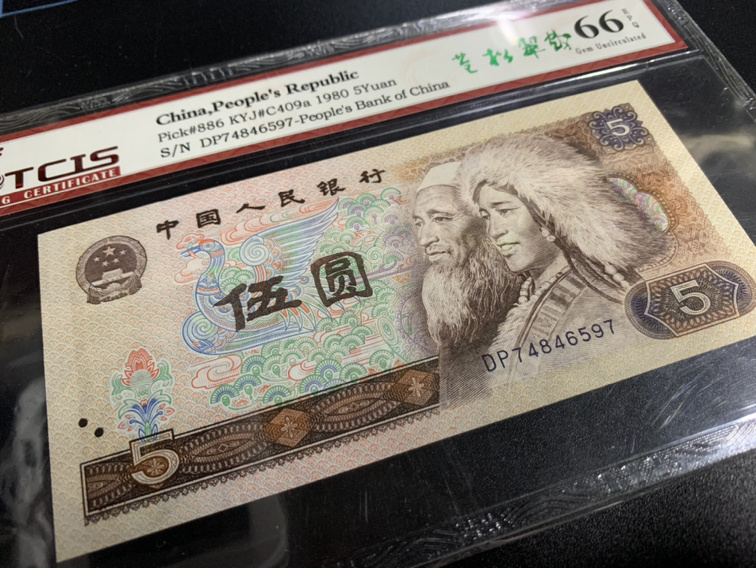 China,People's Republic
Pick#886 KYJ#C409a 1980 5Yuan
S/N DP74846597-People's Bank of China
66 EPQ
Gem Uncirculated
TCIS
G CERTIFICATE
中国人民银行
伍圆
5
5
DP74846597
5